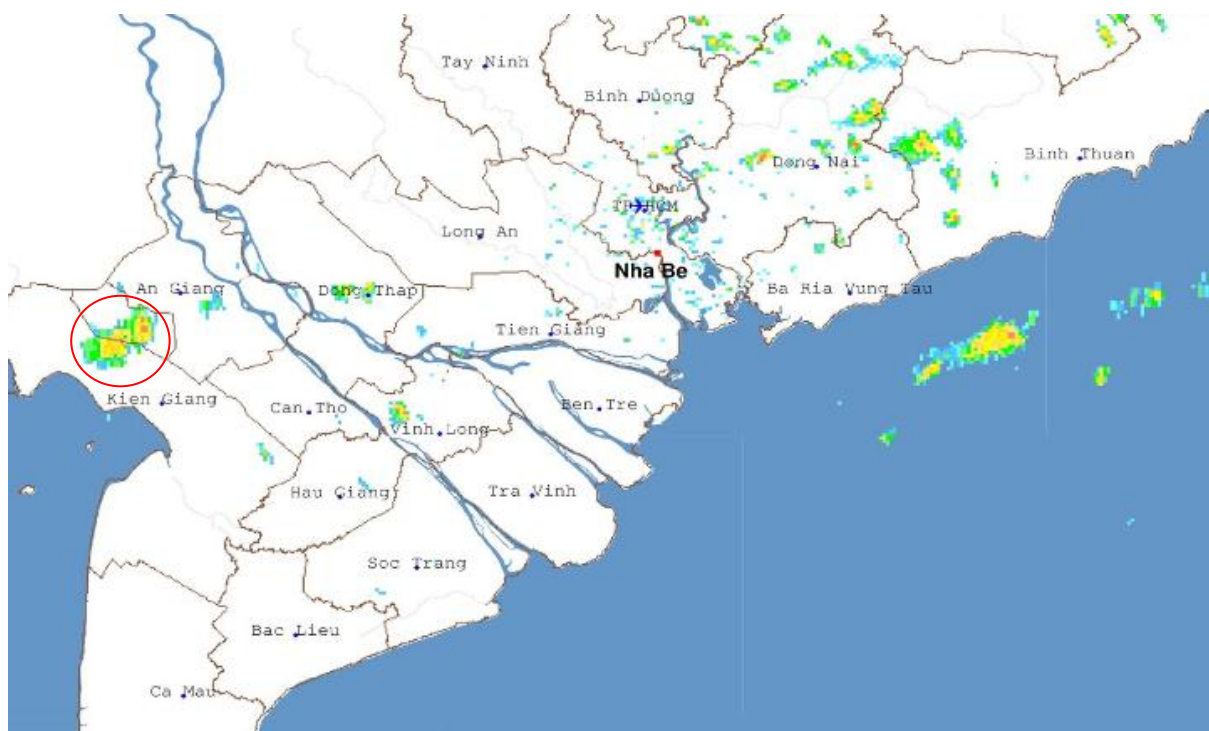 Tay Ninh
Binh Duong
Binh Thuan
Dong Nai
TP HCM
Long An
Nha Be
An Giang
Dong Thap
Ba Ria Vung Tau
Tien Giang
Kien Giang
Can Tho
Ben Tre
Vinh Long
Hau Giang
Tra Vinh
Soc Trang
Bac Lieu
Ca Mau